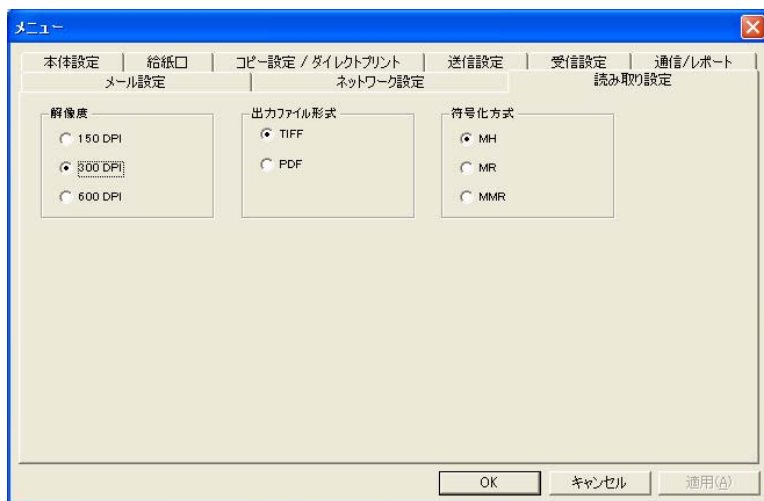 メニュー
本体設定 給紙口 コピー設定 / ダイレクトプリント 送信設定 受信設定 通信/レポート
メール設定 ネットワーク設定 読み取り設定
解像度 出力ファイル形式 符号化方式
150 DPI TIFF MH
300 DPI PDF MR
600 DPI MMR
OK キャンセル 適用(A)